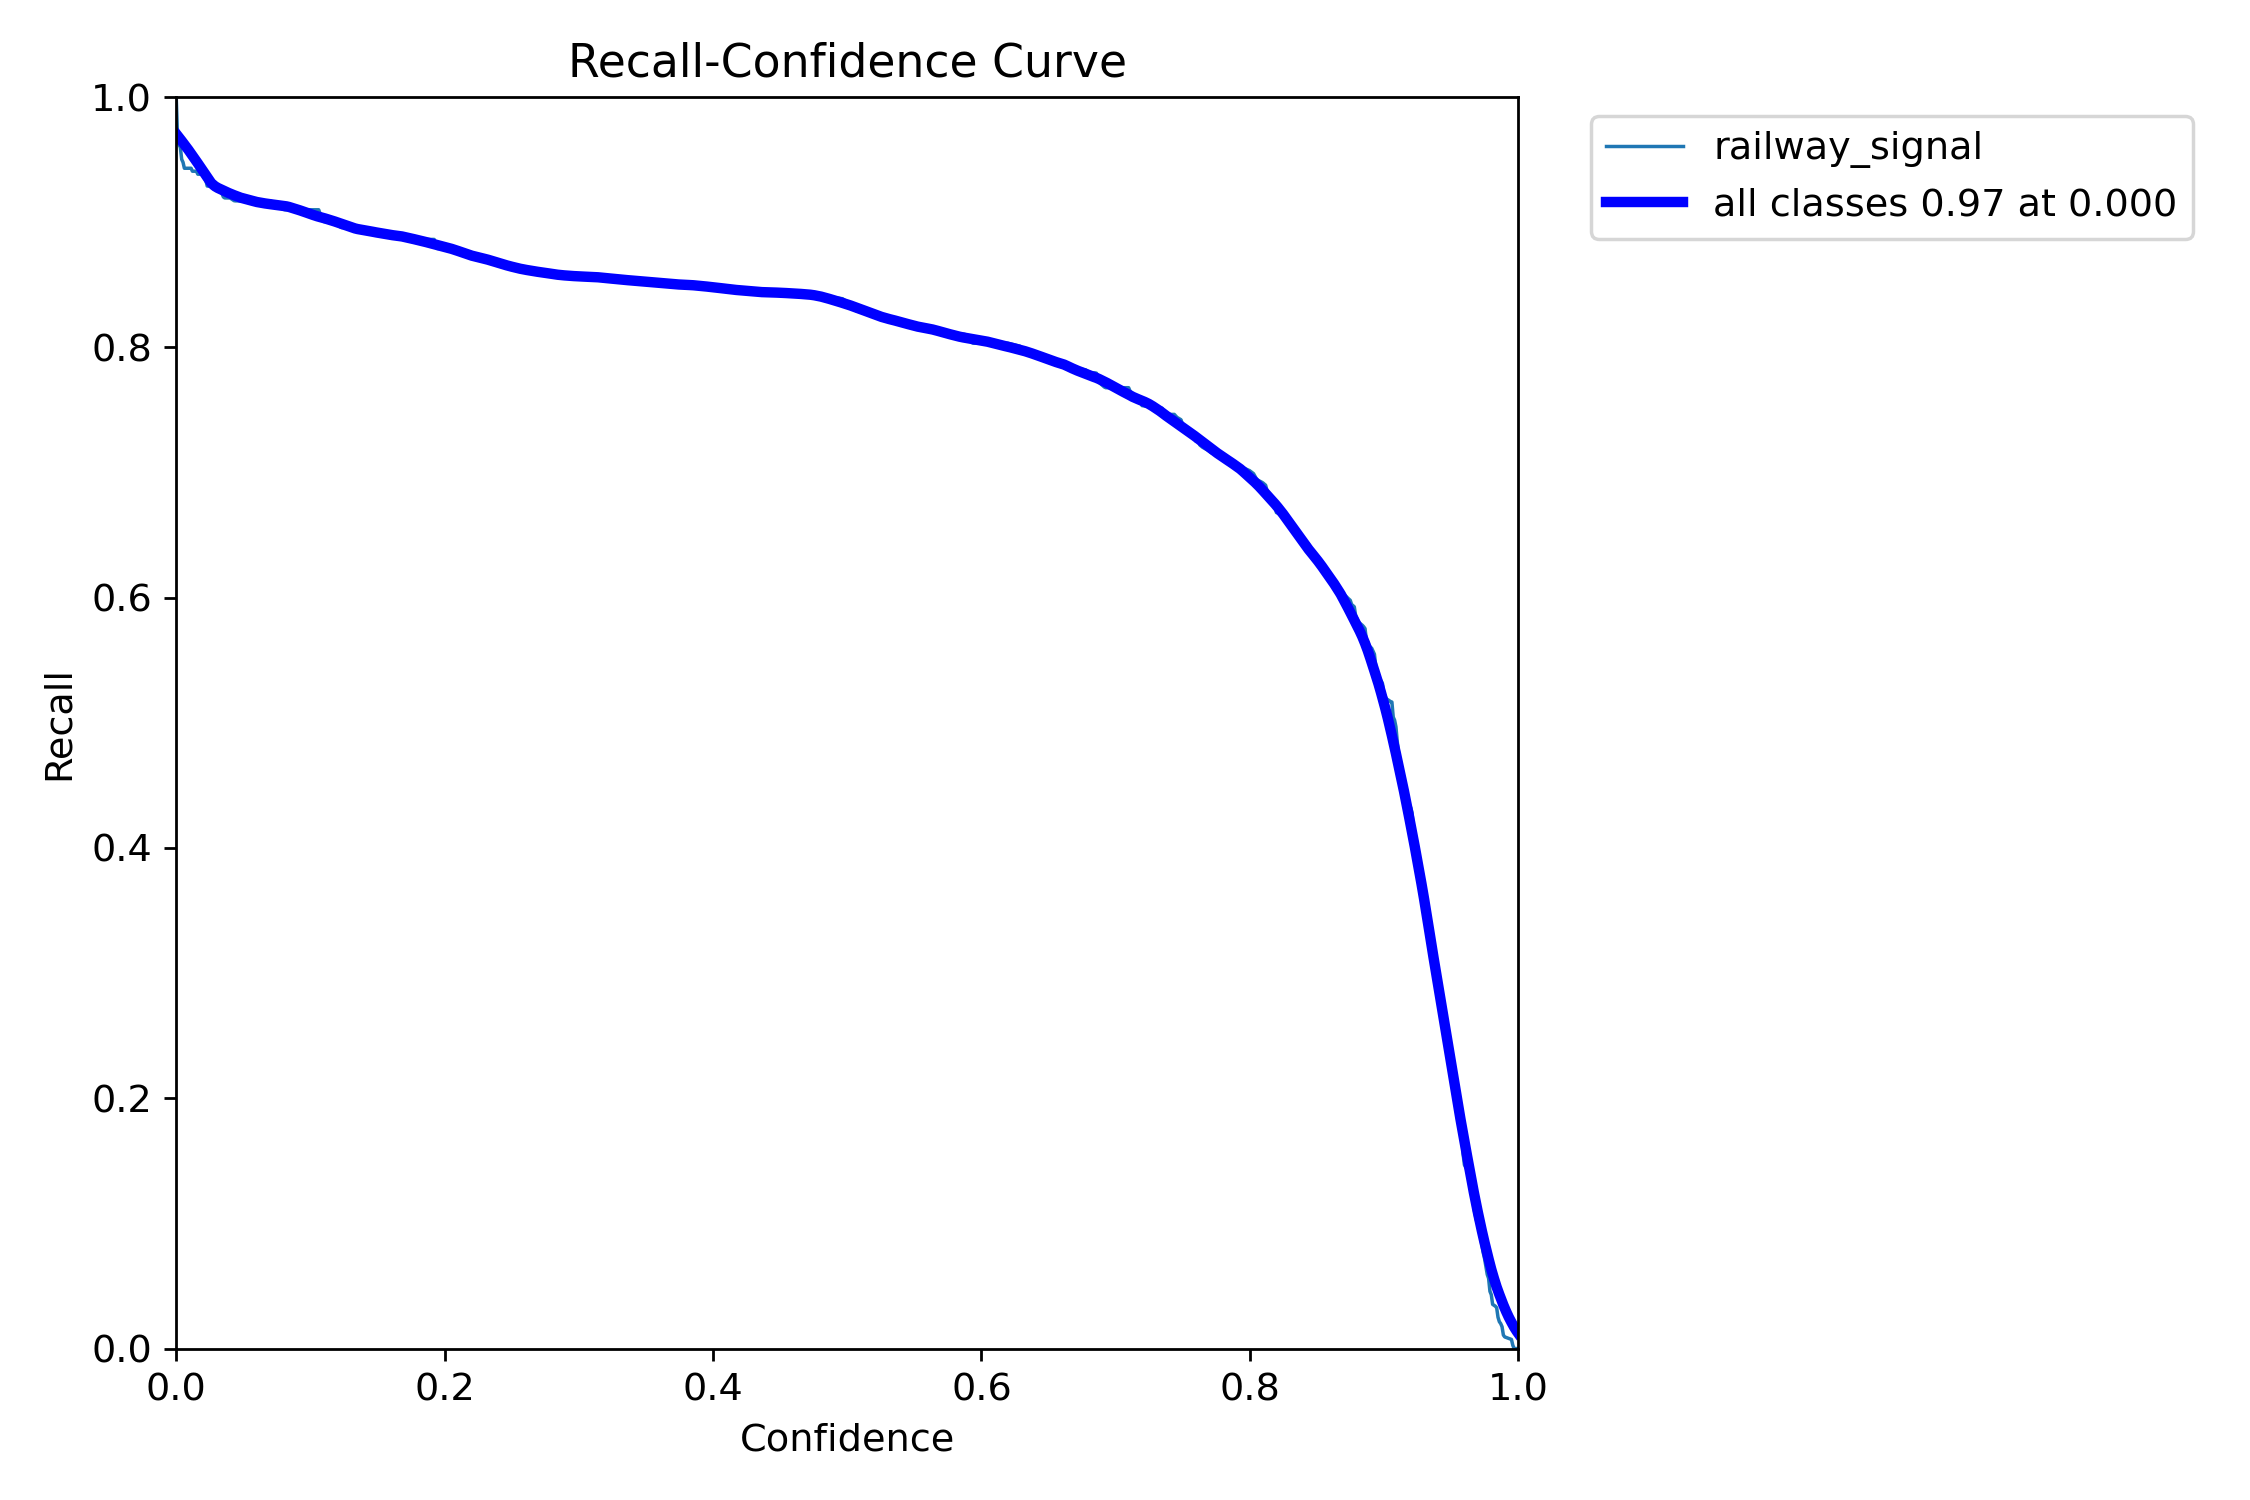 Recall-Confidence Curve
1.0
0.8
0.6
0.4
0.2
0.0
Recall
0.0 0.2 0.4 0.6 0.8 1.0
Confidence
railway_signal
all classes 0.97 at 0.000